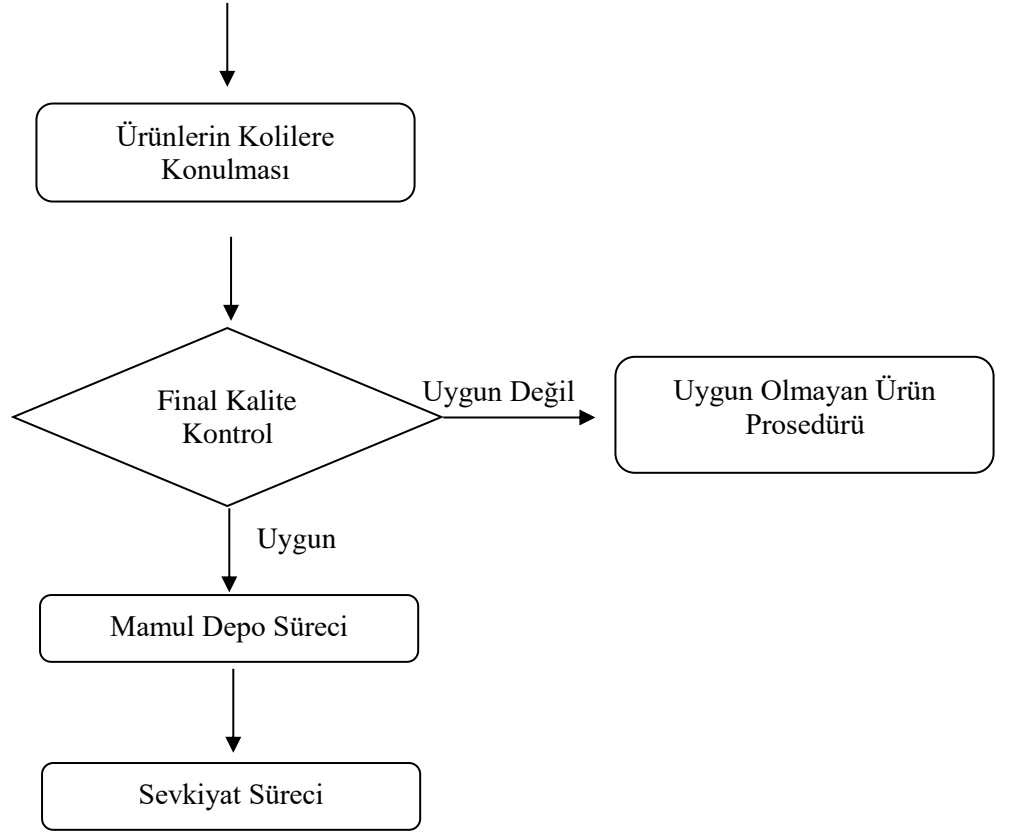 Ürünlerin Kolilere
Konulması
Final Kalite
Kontrol
Uygun Değil
Uygun Olmayan Ürün
Prosedürü
Uygun
Mamul Depo Süreci
Sevkiyat Süreci